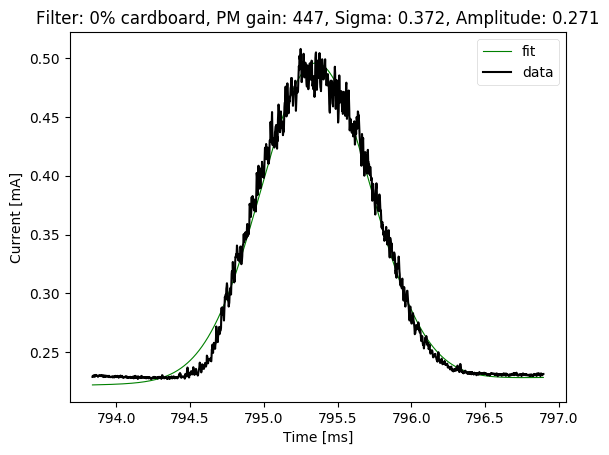 Filter: 0% cardboard, PM gain: 447, Sigma: 0.372, Amplitude: 0.271
fit
data
0.50
0.45
0.40
0.35
0.30
0.25
Current [mA]
794.0 794.5 795.0 795.5 796.0 796.5 797.0
Time [ms]